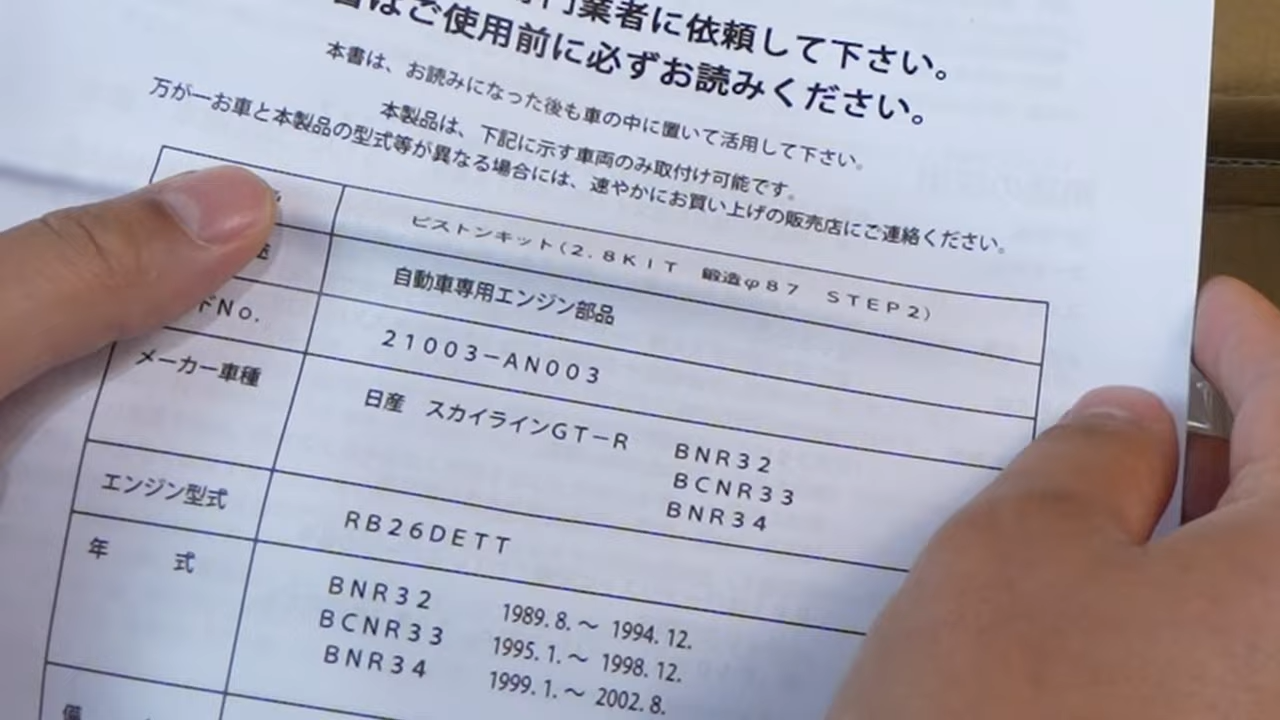 門業者に依頼して下さい。
書はご使用前に必ずお読みください。
本書は、お読みになった後も車の中に置いて活用して下さい。
本製品は、下記に示す車両のみ取付け可能です。
万が一お車と本製品の型式等が異なる場合には、速やかにお買い上げの販売店にご連絡ください。
ピストンキット(2.8KIT 鍛造φ87 STEP2)
自動車専用エンジン部品
ドNo. 21003-AN003
メーカー車種 日産 スカイラインGT-R BNR32
BCNR33
BNR34
エンジン型式 RB26DETT
年 式 BNR32 1989.8.～1994.12.
BCNR33 1995.1.～1998.12.
BNR34 1999.1.～2002.8.
備